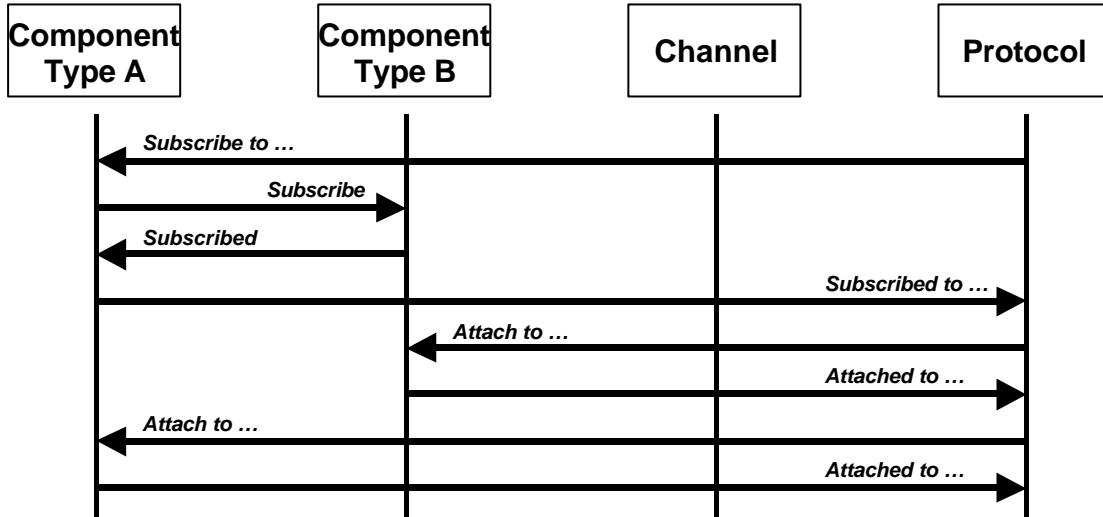 Component
Type A
Component
Type B
Channel
Protocol
Subscribe to …
Subscribe
Subscribed
Subscribed to …
Attach to …
Attached to …
Attach to …
Attached to …